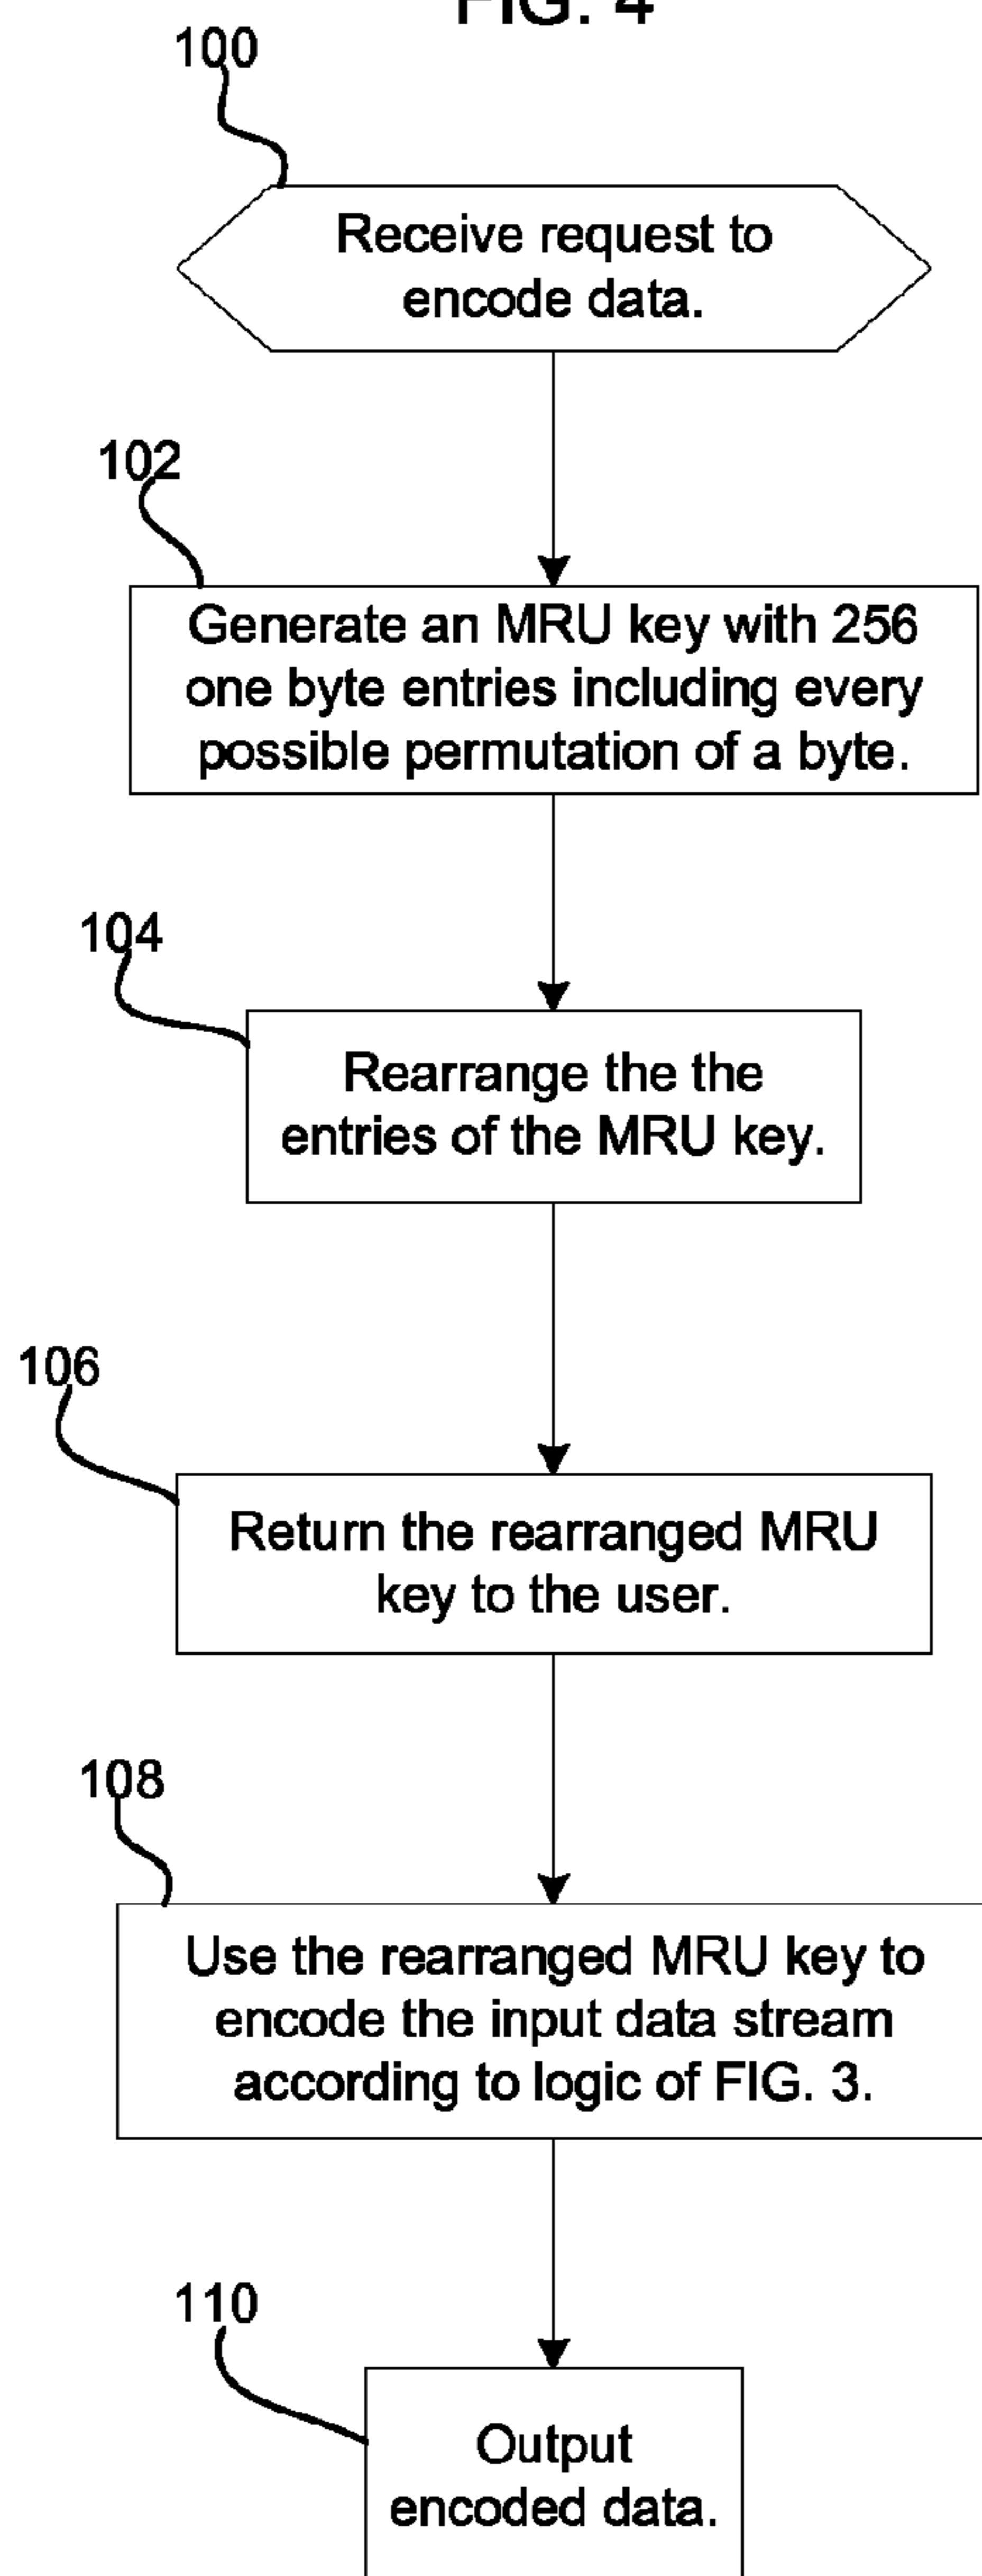 FIG. 4
100
Receive request to
encode data.
102
Generate an MRU key with 256
one byte entries including every
possible permutation of a byte.
104
Rearrange the the
entries of the MRU key.
106
Return the rearranged MRU
key to the user.
108
Use the rearranged MRU key to
encode the input data stream
according to logic of FIG. 3.
110
Output
encoded data.